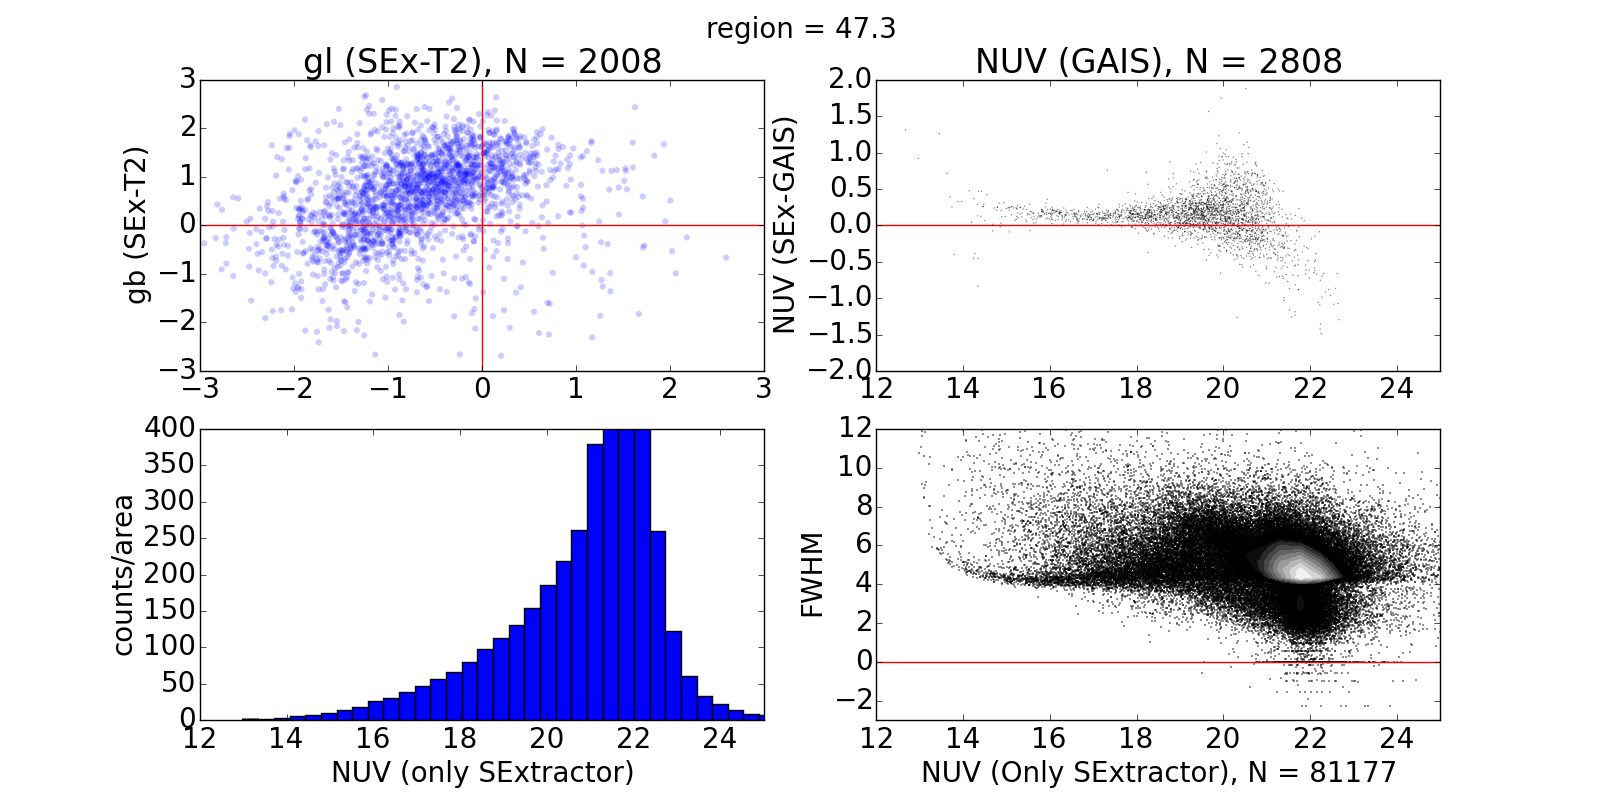 region = 47.3
gl (SEx-T2), N = 2008
3
2
1
0
−1
−2
−3
gb (SEx-T2)
−3 −2 −1 0 1 2 3
NUV (GAIS), N = 2808
2.0
1.5
1.0
0.5
0.0
−0.5
−1.0
−1.5
−2.0
NUV (SEx-GAIS)
12 14 16 18 20 22 24
400
350
300
250
200
150
100
50
0
counts/area
12 14 16 18 20 22 24
NUV (only SExtractor)
12
10
8
6
4
2
0
−2
FWHM
12 14 16 18 20 22 24
NUV (Only SExtractor), N = 81177